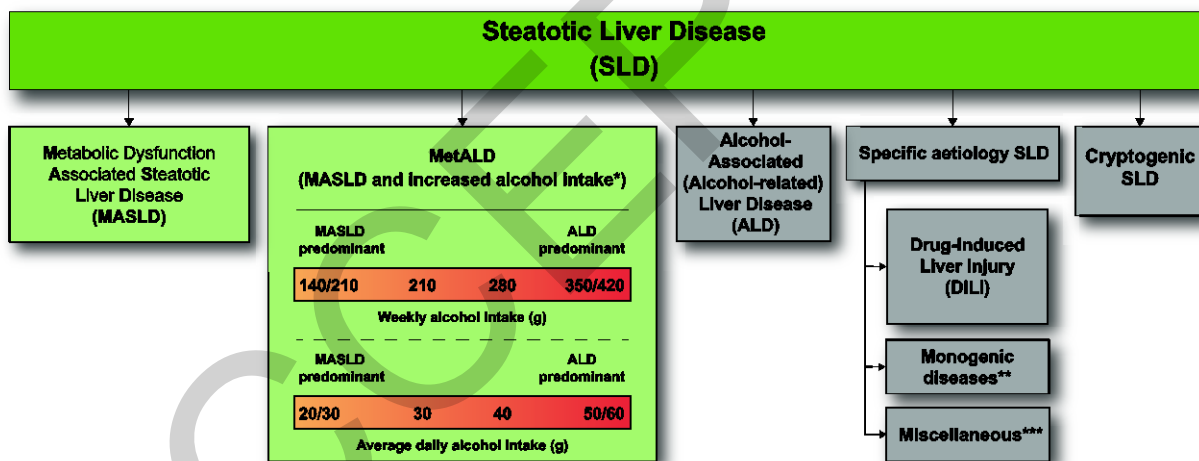 Steatotic Liver Disease
(SLD)
Metabolic Dysfunction
Associated Steatotic
Liver Disease
(MASLD)
MetALD
(MASLD and increased alcohol intake*)
MASLD
predominant
ALD
predominant
140/210 210 280 350/420
Weekly alcohol intake (g)
MASLD
predominant
ALD
predominant
20/30 30 40 50/60
Average daily alcohol intake (g)
Alcohol-
Associated
(Alcohol-related)
Liver Disease
(ALD)
Specific aetiology SLD
Drug-Induced
Liver Injury
(DILI)
Monogenic
diseases**
Miscellaneous***
Cryptogenic
SLD